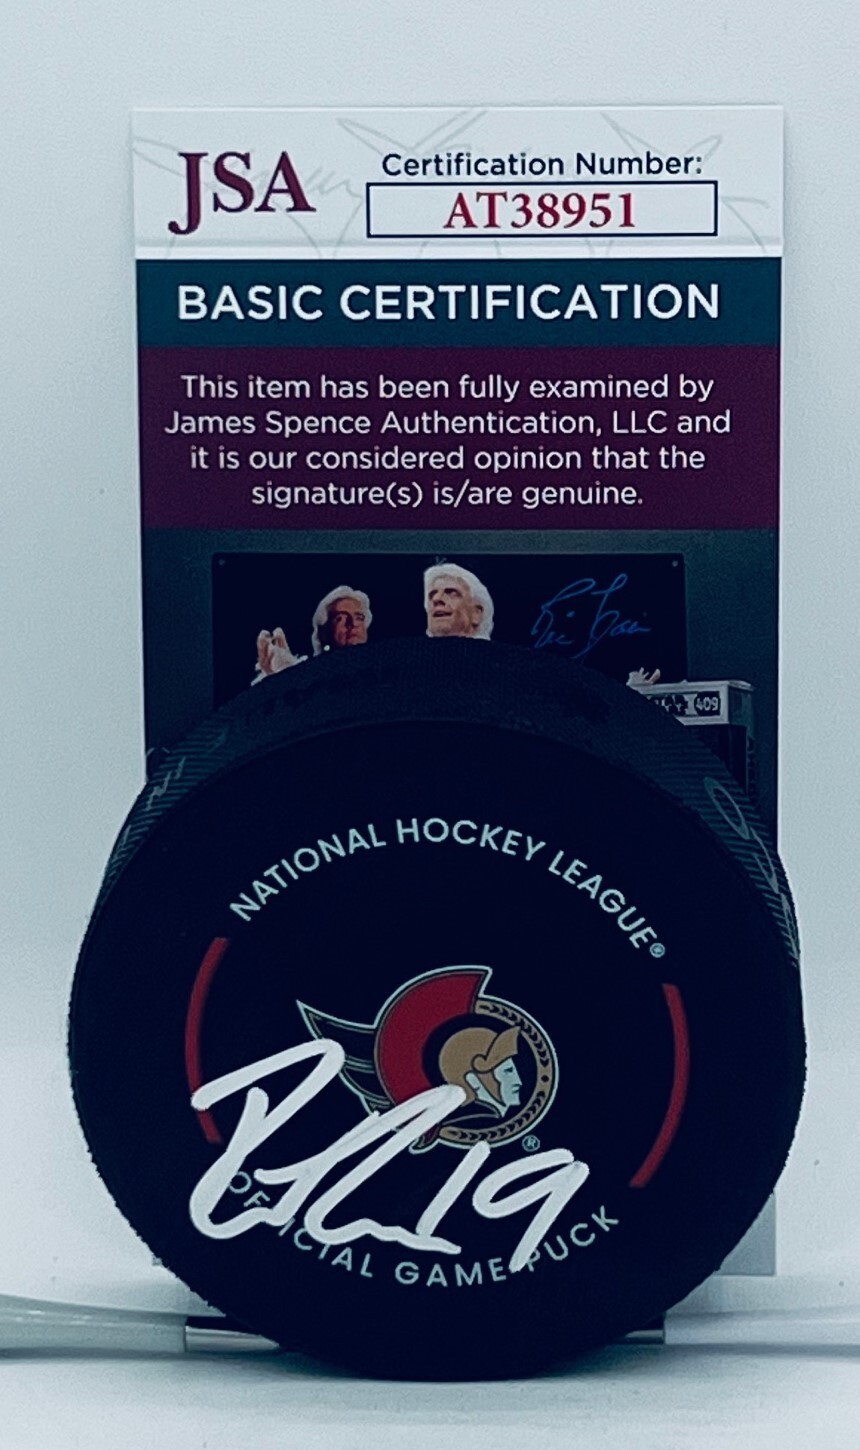 JSA
Certification Number:
AT38951
BASIC CERTIFICATION
This item has been fully examined by
James Spence Authentication, LLC and
it is our considered opinion that the
signature(s) is/are genuine.
409
NATIONAL HOCKEY LEAGUE®
®
19
OFFICIAL GAME PUCK